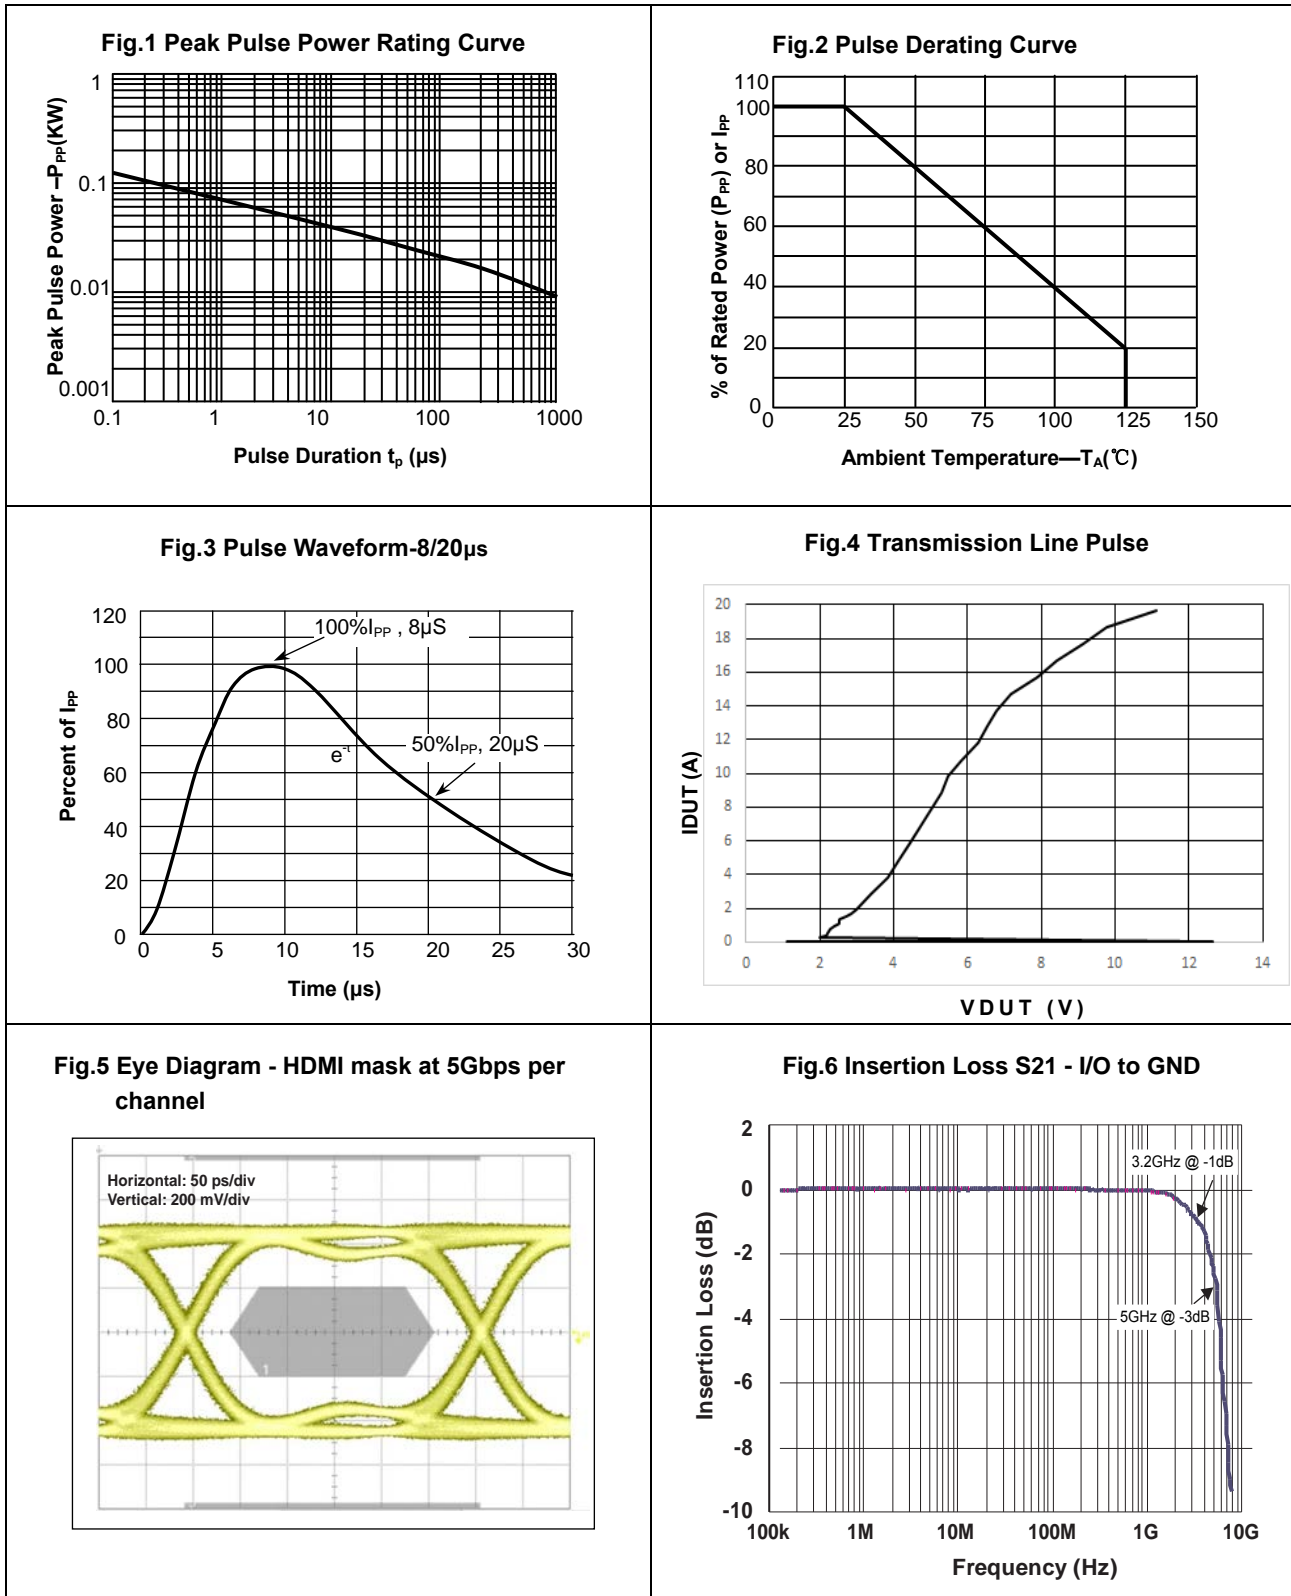 Fig.1 Peak Pulse Power Rating Curve
Peak Pulse Power –PPP(KW)
1
0.1
0.01
0.001
0.1 1 10 100 1000
Pulse Duration tp (µs)
Fig.2 Pulse Derating Curve
% of Rated Power (PPP) or IPP
110
100
80
60
40
20
0
0 25 50 75 100 125 150
Ambient Temperature—TA(℃)
Fig.3 Pulse Waveform-8/20µs
Percent of IPP
120
100
80
60
40
20
0
100%IPP , 8µS
e-t
50%IPP, 20µS
0 5 10 15 20 25 30
Time (µs)
Fig.4 Transmission Line Pulse
IDUT (A)
20
18
16
14
12
10
8
6
4
2
0
0 2 4 6 8 10 12 14
VDUT (V)
Fig.5 Eye Diagram - HDMI mask at 5Gbps per
channel
Horizontal: 50 ps/div
Vertical: 200 mV/div
1
Fig.6 Insertion Loss S21 - I/O to GND
Insertion Loss (dB)
2
0
-2
-4
-6
-8
-10
3.2GHz @ -1dB
5GHz @ -3dB
100k 1M 10M 100M 1G 10G
Frequency (Hz)